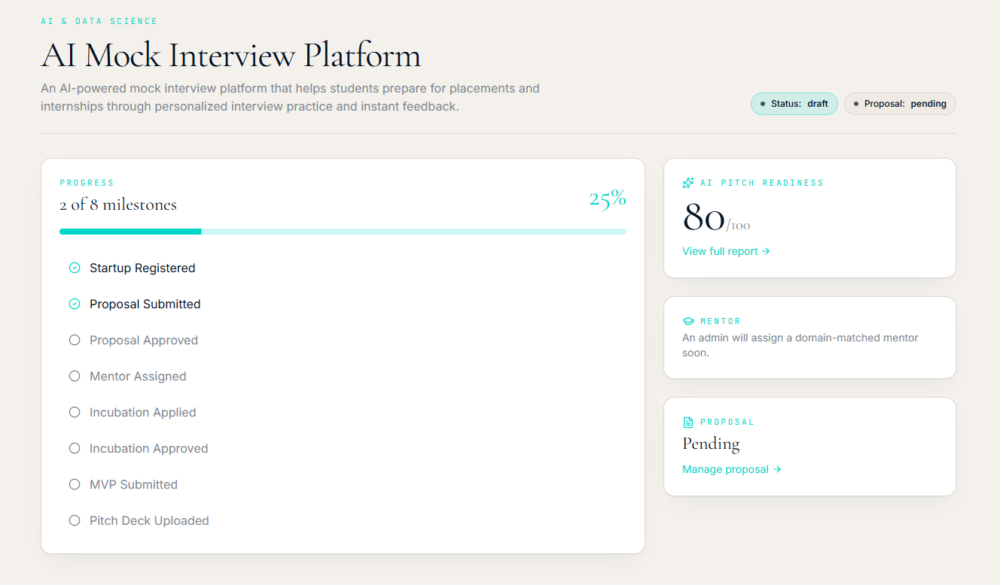 AI & DATA SCIENCE
AI Mock Interview Platform
An AI-powered mock interview platform that helps students prepare for placements and
internships through personalized interview practice and instant feedback.
Status: draft
Proposal: pending
PROGRESS
2 of 8 milestones
25%
Startup Registered
Proposal Submitted
Proposal Approved
Mentor Assigned
Incubation Applied
Incubation Approved
MVP Submitted
Pitch Deck Uploaded
AI PITCH READINESS
80/100
View full report →
MENTOR
An admin will assign a domain-matched mentor
soon.
PROPOSAL
Pending
Manage proposal →